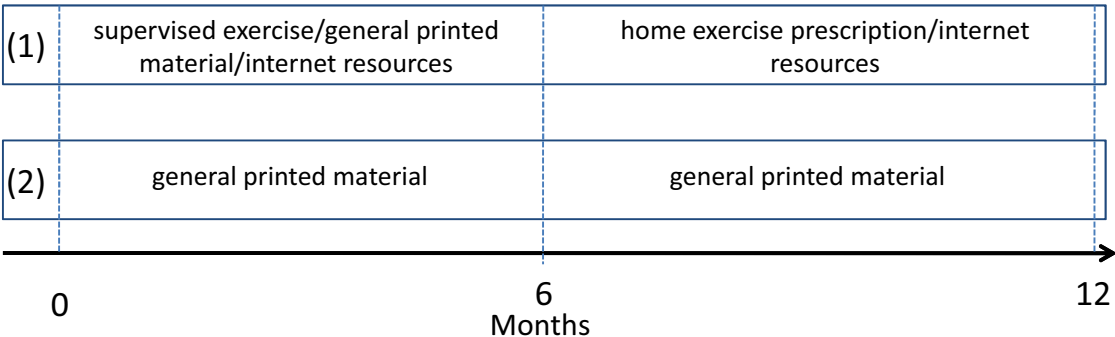 (1)
supervised exercise/general printed
material/internet resources
home exercise prescription/internet
resources
(2)
general printed material
general printed material
0
6
12
Months